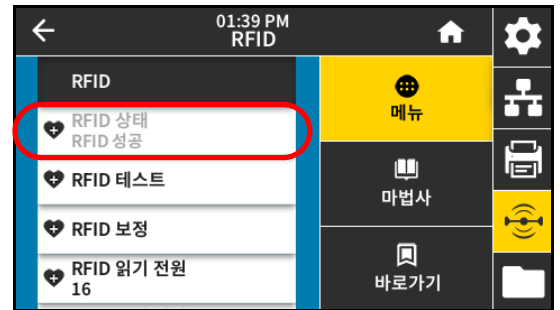 01:39 PM
RFID
RFID
RFID 상태
RFID 성공
RFID 테스트
RFID 보정
RFID 읽기 전원
16
메뉴
마법사
바로가기